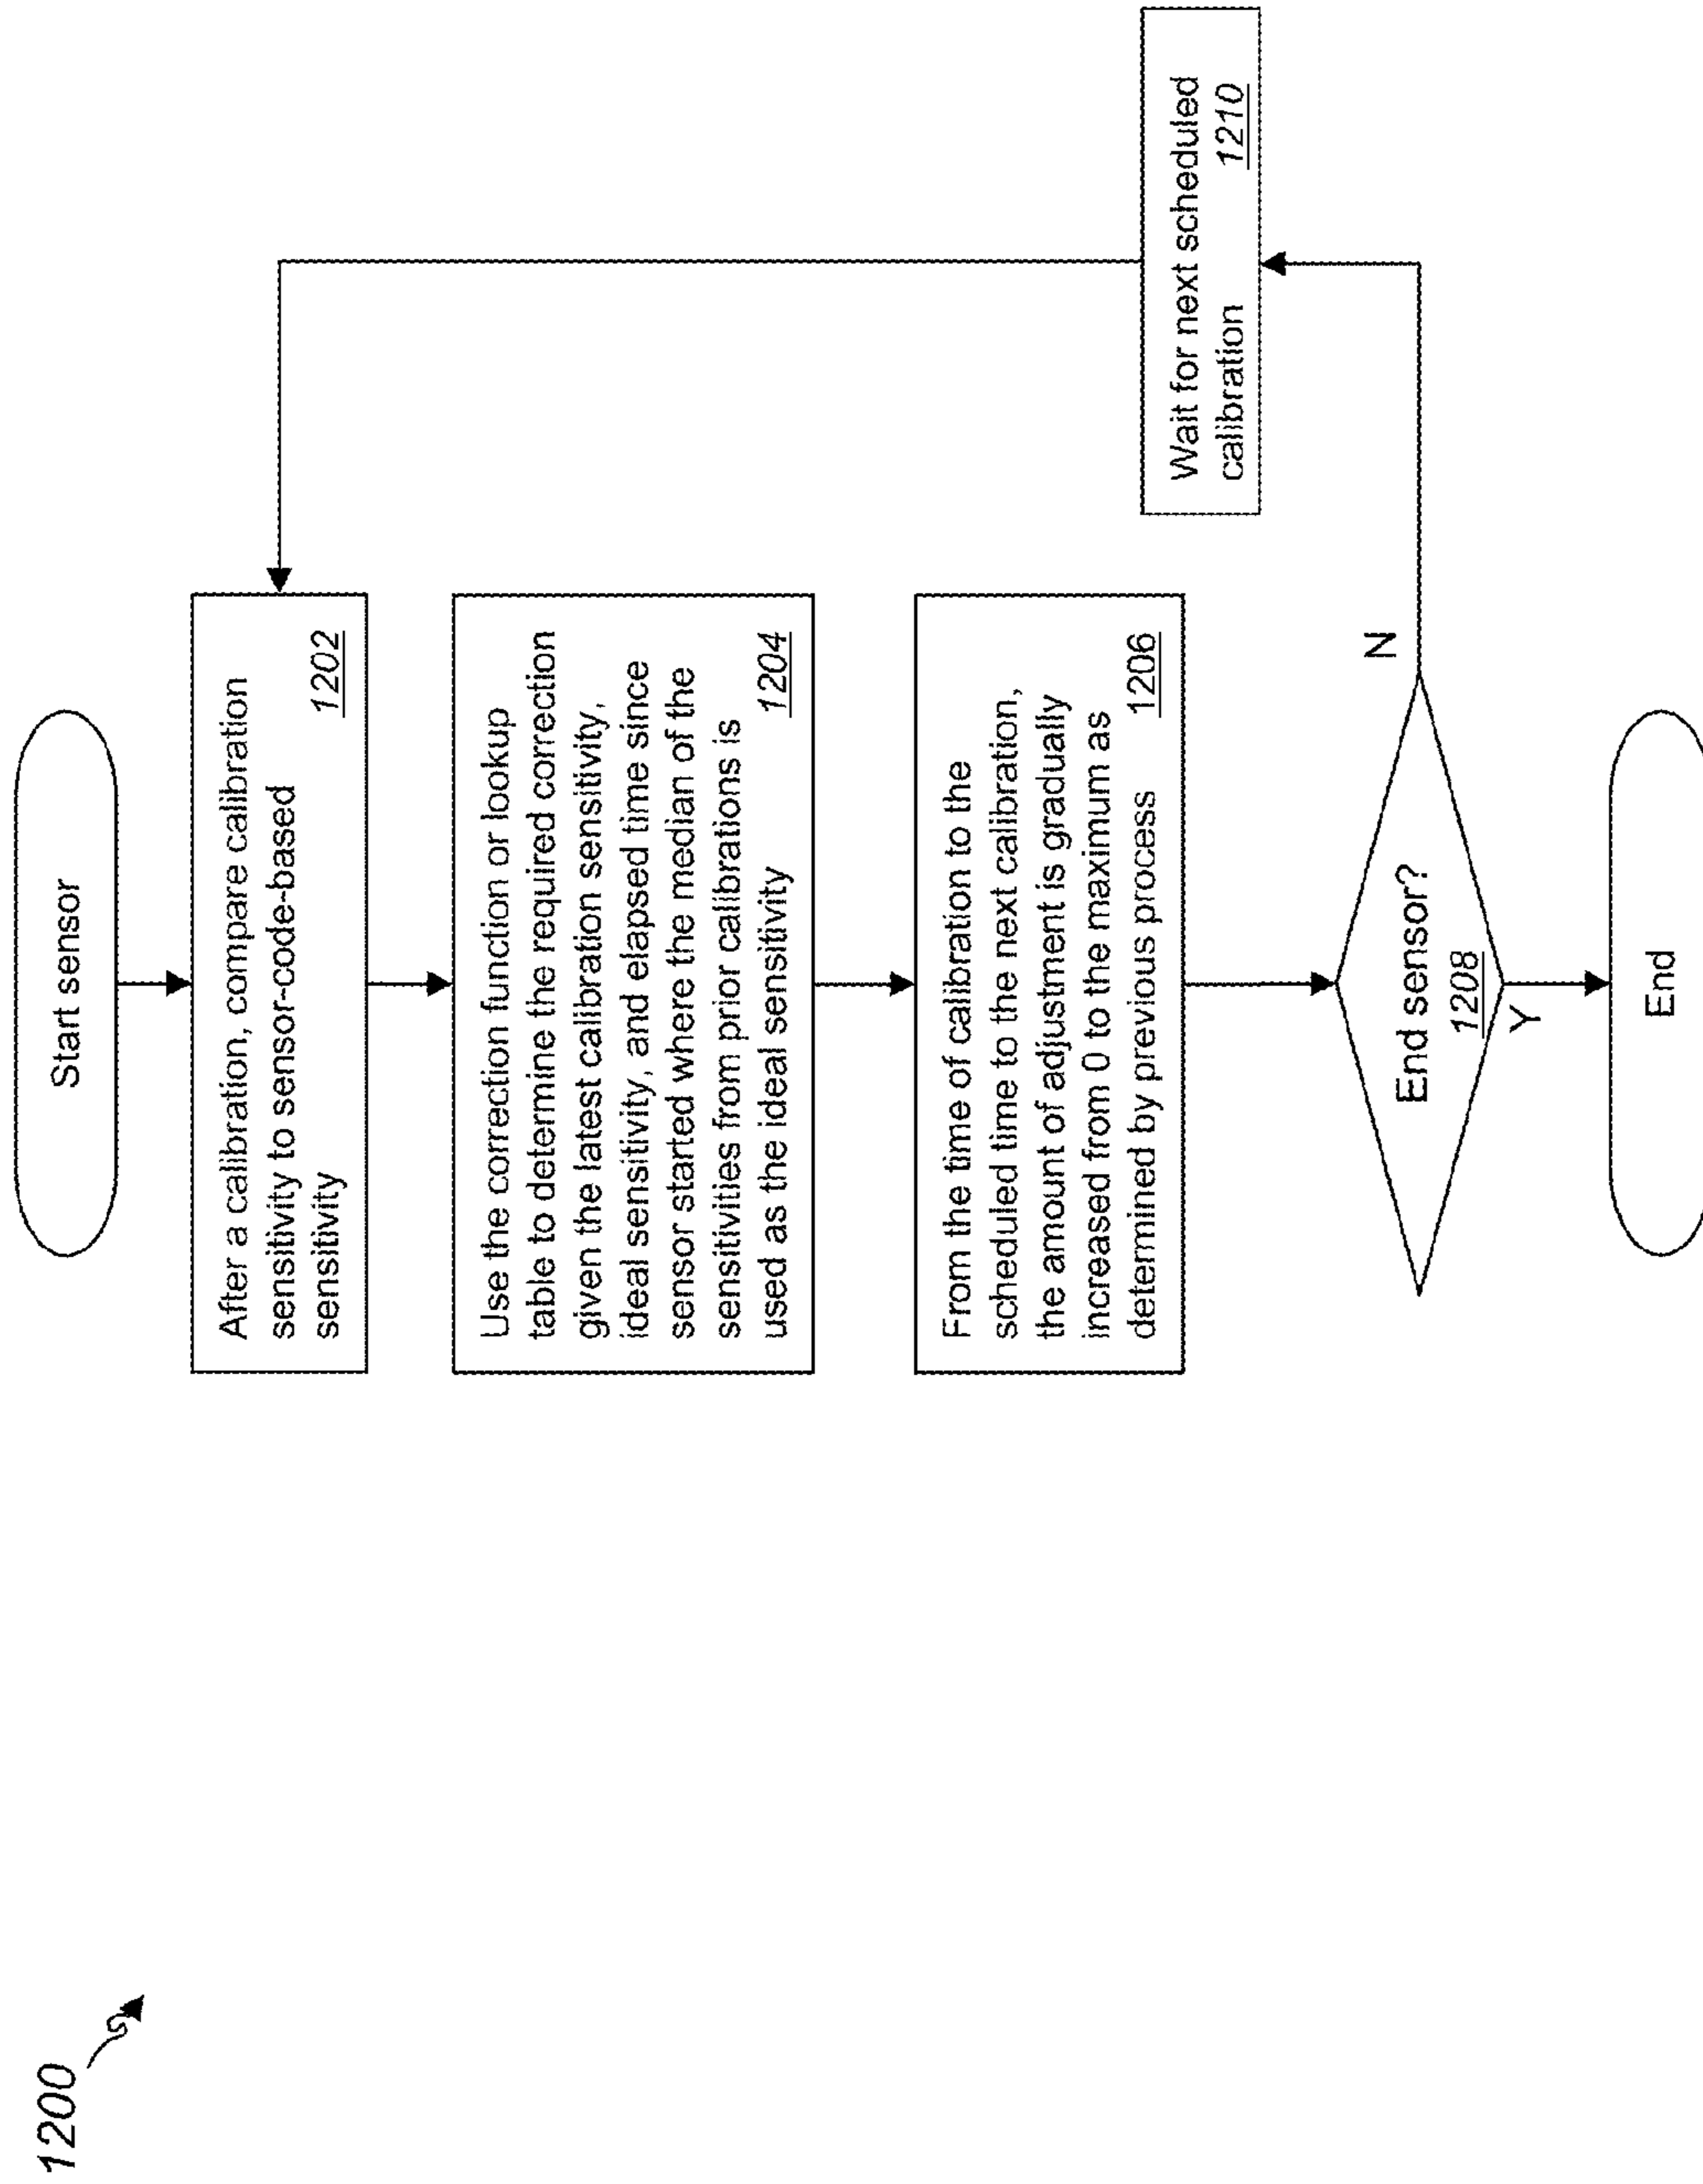 1200
Start sensor
After a calibration, compare calibration
sensitivity to sensor-code-based
sensitivity
1202
Use the correction function or lookup
table to determine the required correction
given the latest calibration sensitivity,
ideal sensitivity, and elapsed time since
sensor started where the median of the
sensitivities from prior calibrations is
used as the ideal sensitivity
1204
From the time of calibration to the
scheduled time to the next calibration,
the amount of adjustment is gradually
increased from 0 to the maximum as
determined by previous process
1206
End sensor?
1208
N
Y
Wait for next scheduled
calibration
1210
End